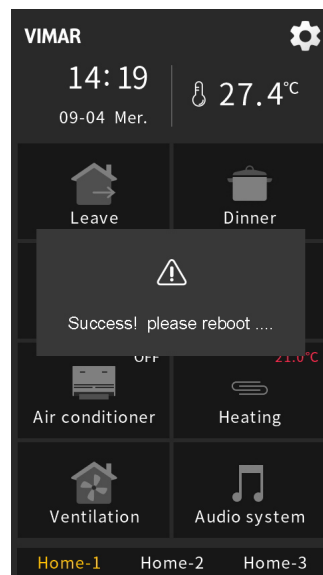 VIMAR
14:19
27.4°C
09-04 Mer.
Leave
Dinner
Success! please reboot ....
OFF
21.0°C
Air conditioner
Heating
Ventilation
Audio system
Home-1
Home-2
Home-3